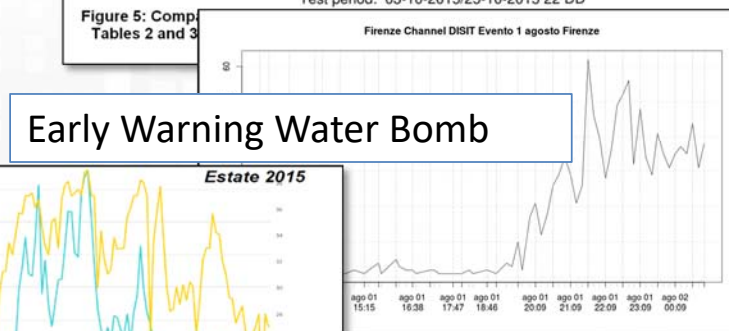 Test period: 03-10-2015/25-10-2015 22 DD
Figure 5: Compa
Tables 2 and 3
Firenze Channel DISIT Evento 1 agosto Firenze
60
Early Warning Water Bomb
Estate 2015
ago 01 ago 01 ago 01 ago 01 ago 01 ago 01 ago 01 ago 01 ago 02
15:15 16:38 17:47 18:46 20:09 21:09 22:09 23:09 00:09